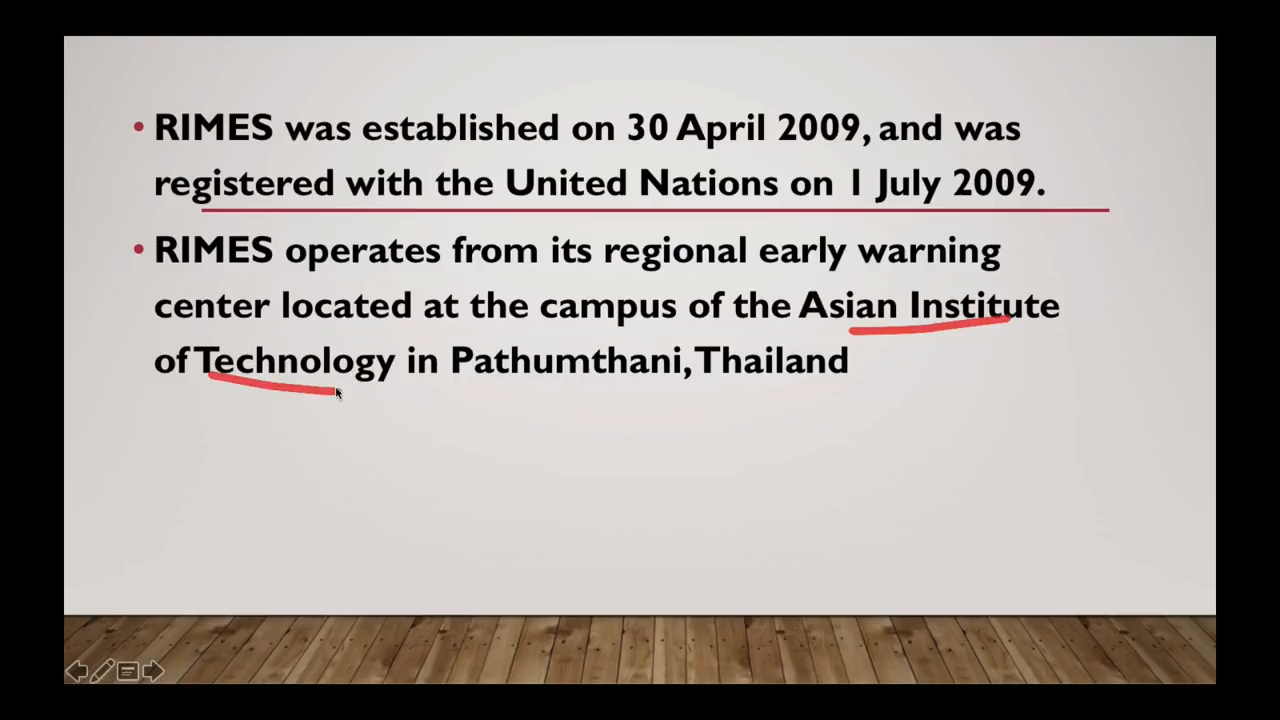 • RIMES was established on 30 April 2009, and was
registered with the United Nations on 1 July 2009.
• RIMES operates from its regional early warning
center located at the campus of the Asian Institute
of Technology in Pathumthani, Thailand